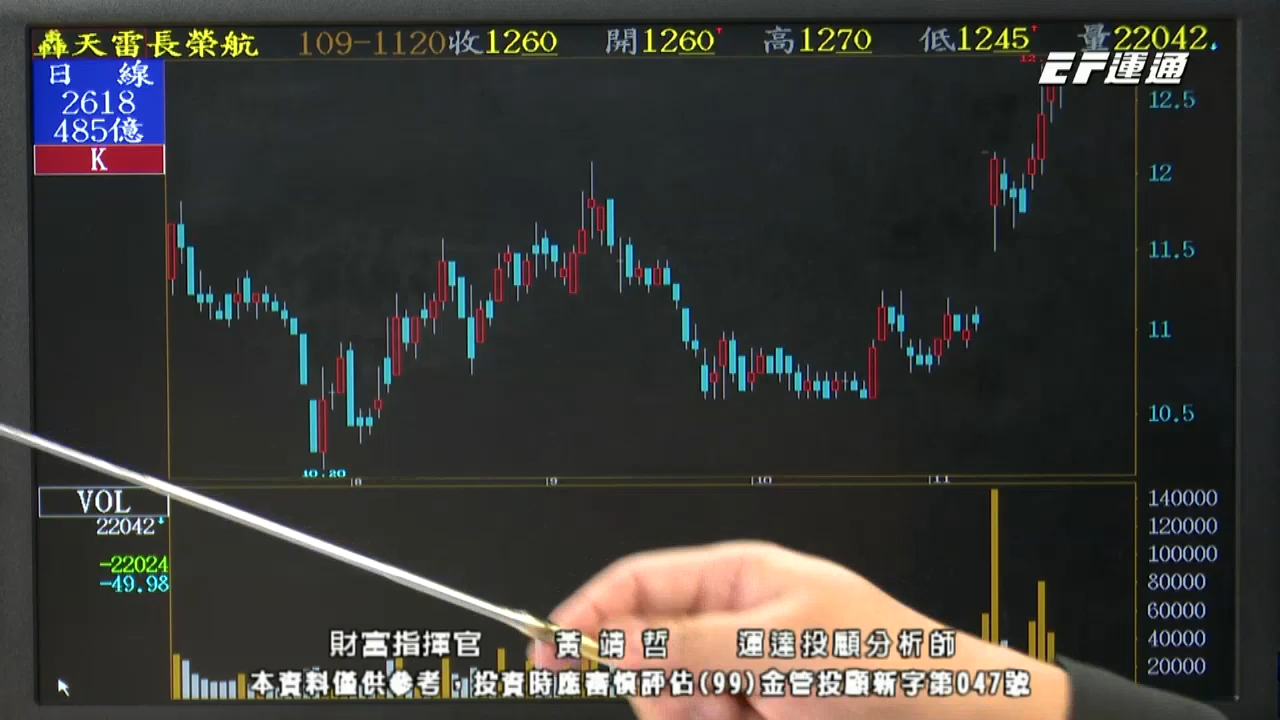 轟天雷長榮航 109-1120收1260 開1260 高1270 低1245 量22042
EF運通
日 線
2618
485億
K
12.5
12
11.5
11
10.5
10.20
8 9 10 11
VOL
22042
-22024
-49.98
140000
120000
100000
80000
60000
40000
20000
財富指揮官 黃靖哲 運達投顧分析師
本資料僅供參考，投資時應審慎評估(99)金管投顧新字第047號